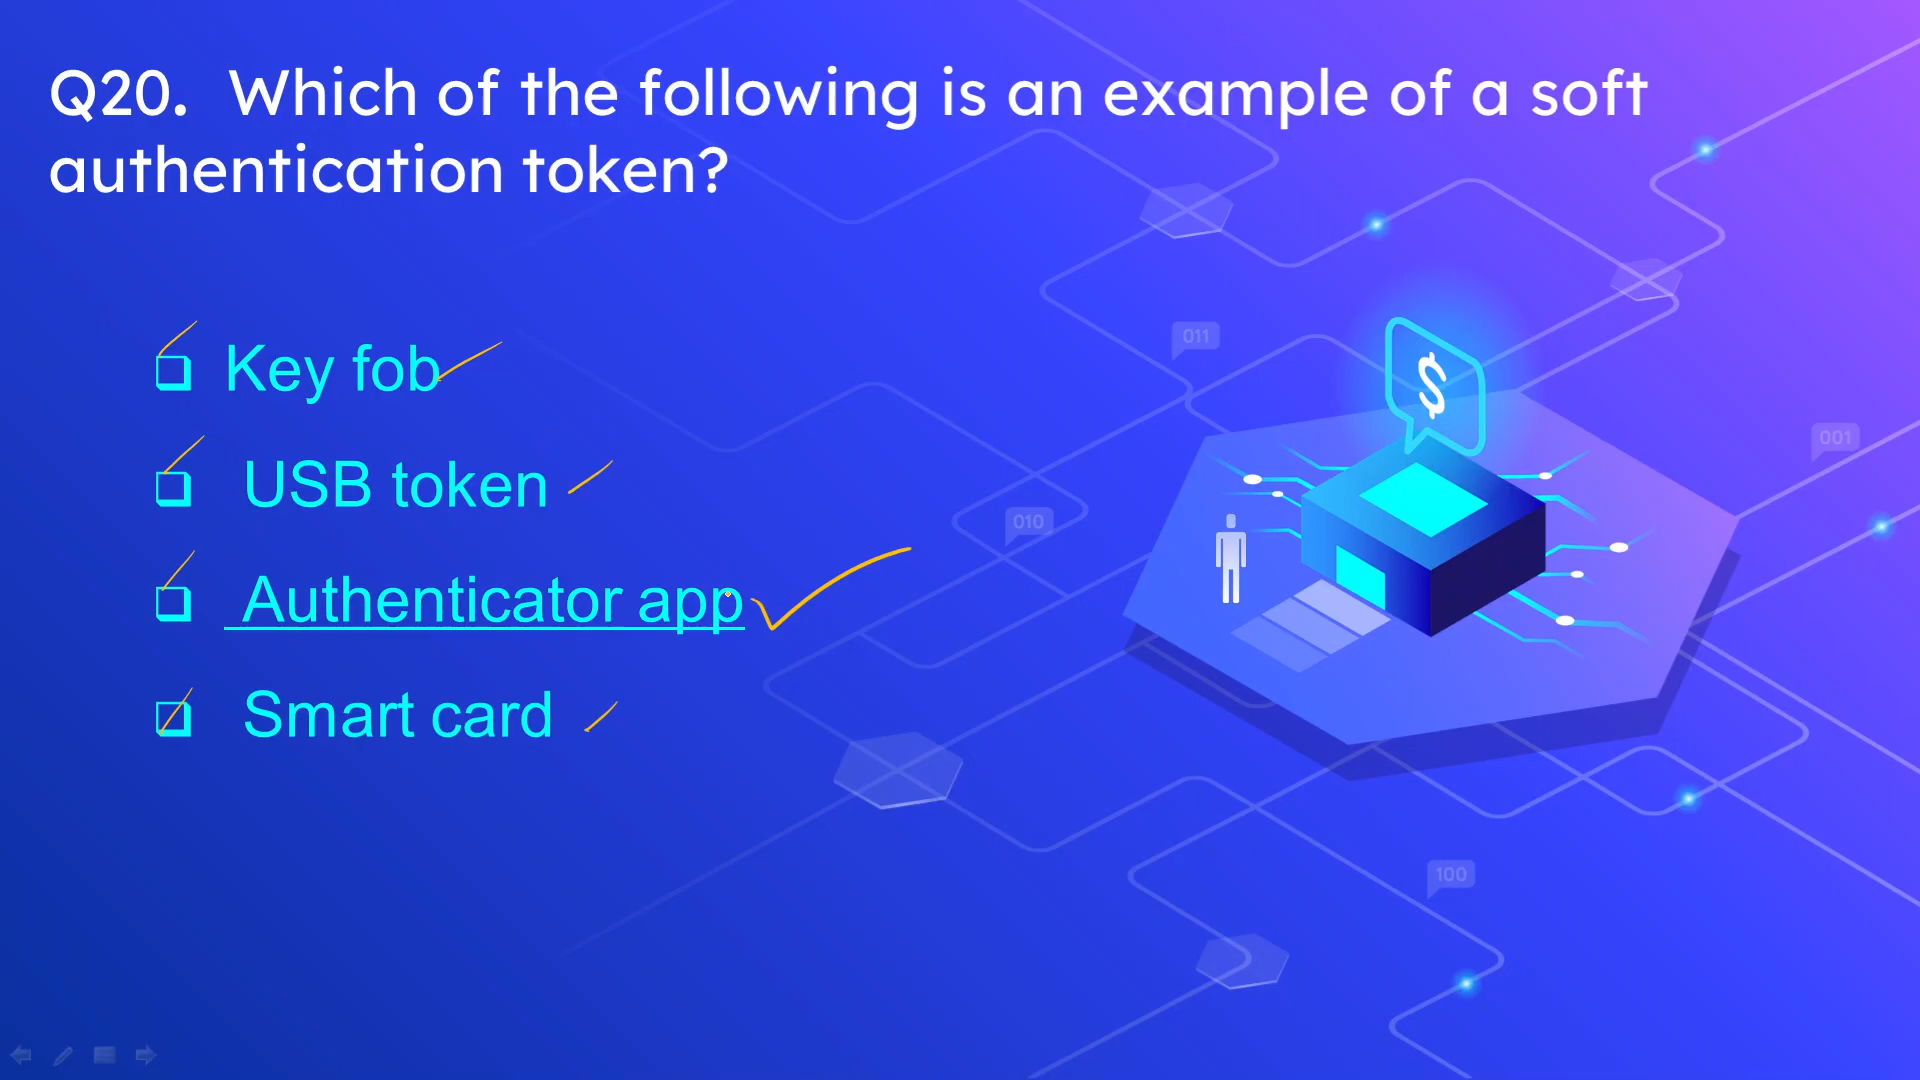 Q20. Which of the following is an example of a soft
authentication token?
Key fob
USB token
Authenticator app
Smart card
011
$
001
010
100